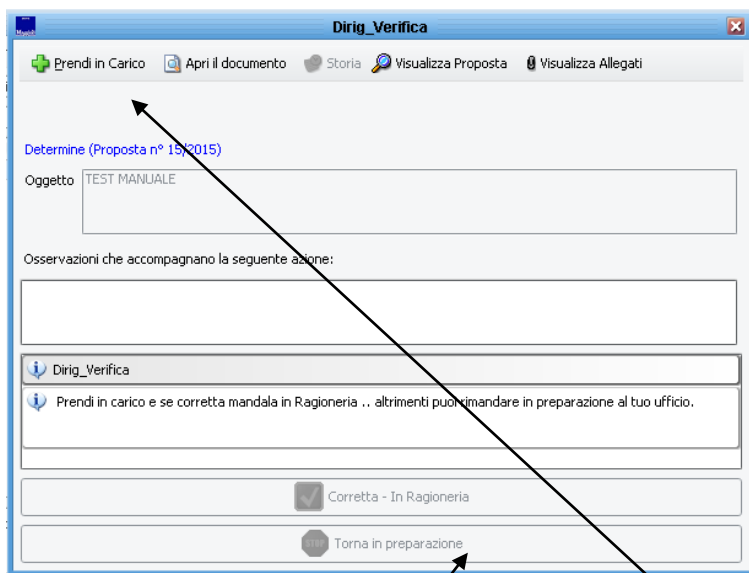 Dirig_Verifica
Prendi in Carico Apri il documento Storia Visualizza Proposta Visualizza Allegati
Determine (Proposta n° 15/2015)
Oggetto TEST MANUALE
Osservazioni che accompagnano la seguente azione:
Dirig_Verifica
Prendi in carico e se corretta mandala in Ragioneria .. altrimenti puoi rimandare in preparazione al tuo ufficio.
Corretta - In Ragioneria
STOP Torna in preparazione